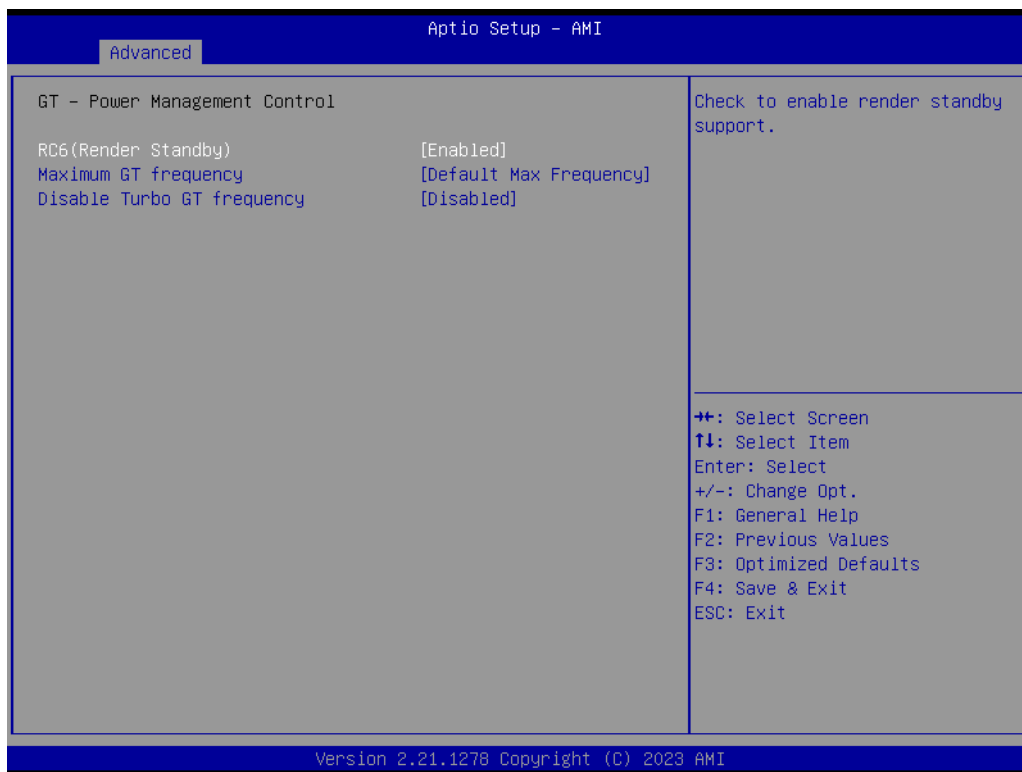 Aptio Setup – AMI
Advanced
GT – Power Management Control
RC6(Render Standby) [Enabled]
Maximum GT frequency [Default Max Frequency]
Disable Turbo GT frequency [Disabled]
Check to enable render standby
support.
→←: Select Screen
↑↓: Select Item
Enter: Select
+/-: Change Opt.
F1: General Help
F2: Previous Values
F3: Optimized Defaults
F4: Save & Exit
ESC: Exit
Version 2.21.1278 Copyright (C) 2023 AMI